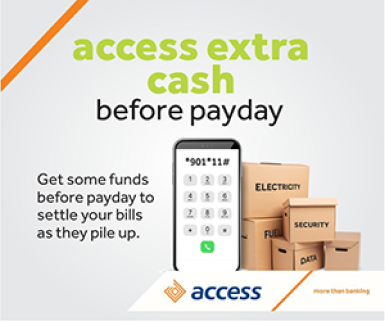 access extra
cash
before payday
*901*11#
1 2 3
4 5 6
7 8 9
* 0 #
Get some funds
before payday to
settle your bills
as they pile up.
ELECTRICITY
SECURITY
FUEL
DATA
access
more than banking